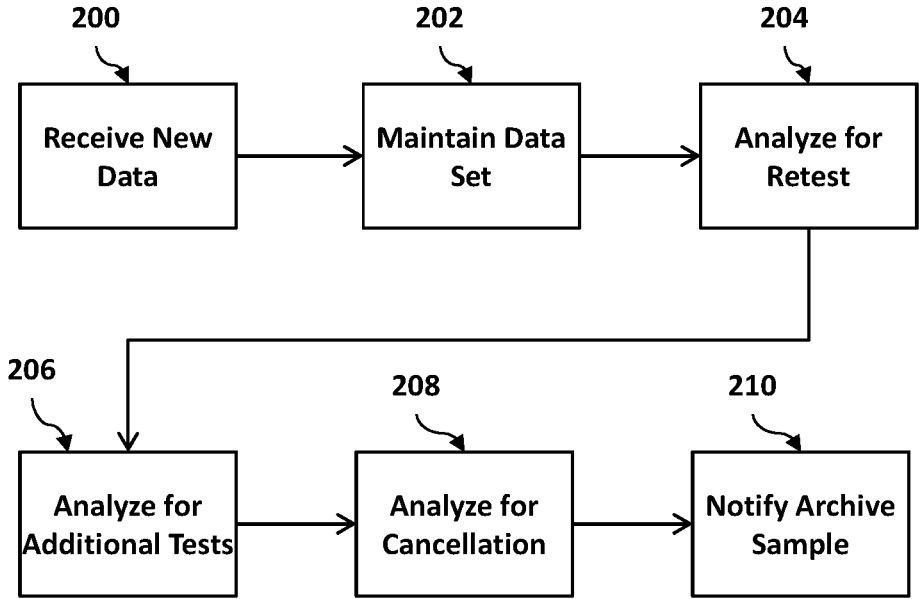 200
202
204
Receive New
Data
Maintain Data
Set
Analyze for
Retest
206
208
210
Analyze for
Additional Tests
Analyze for
Cancellation
Notify Archive
Sample